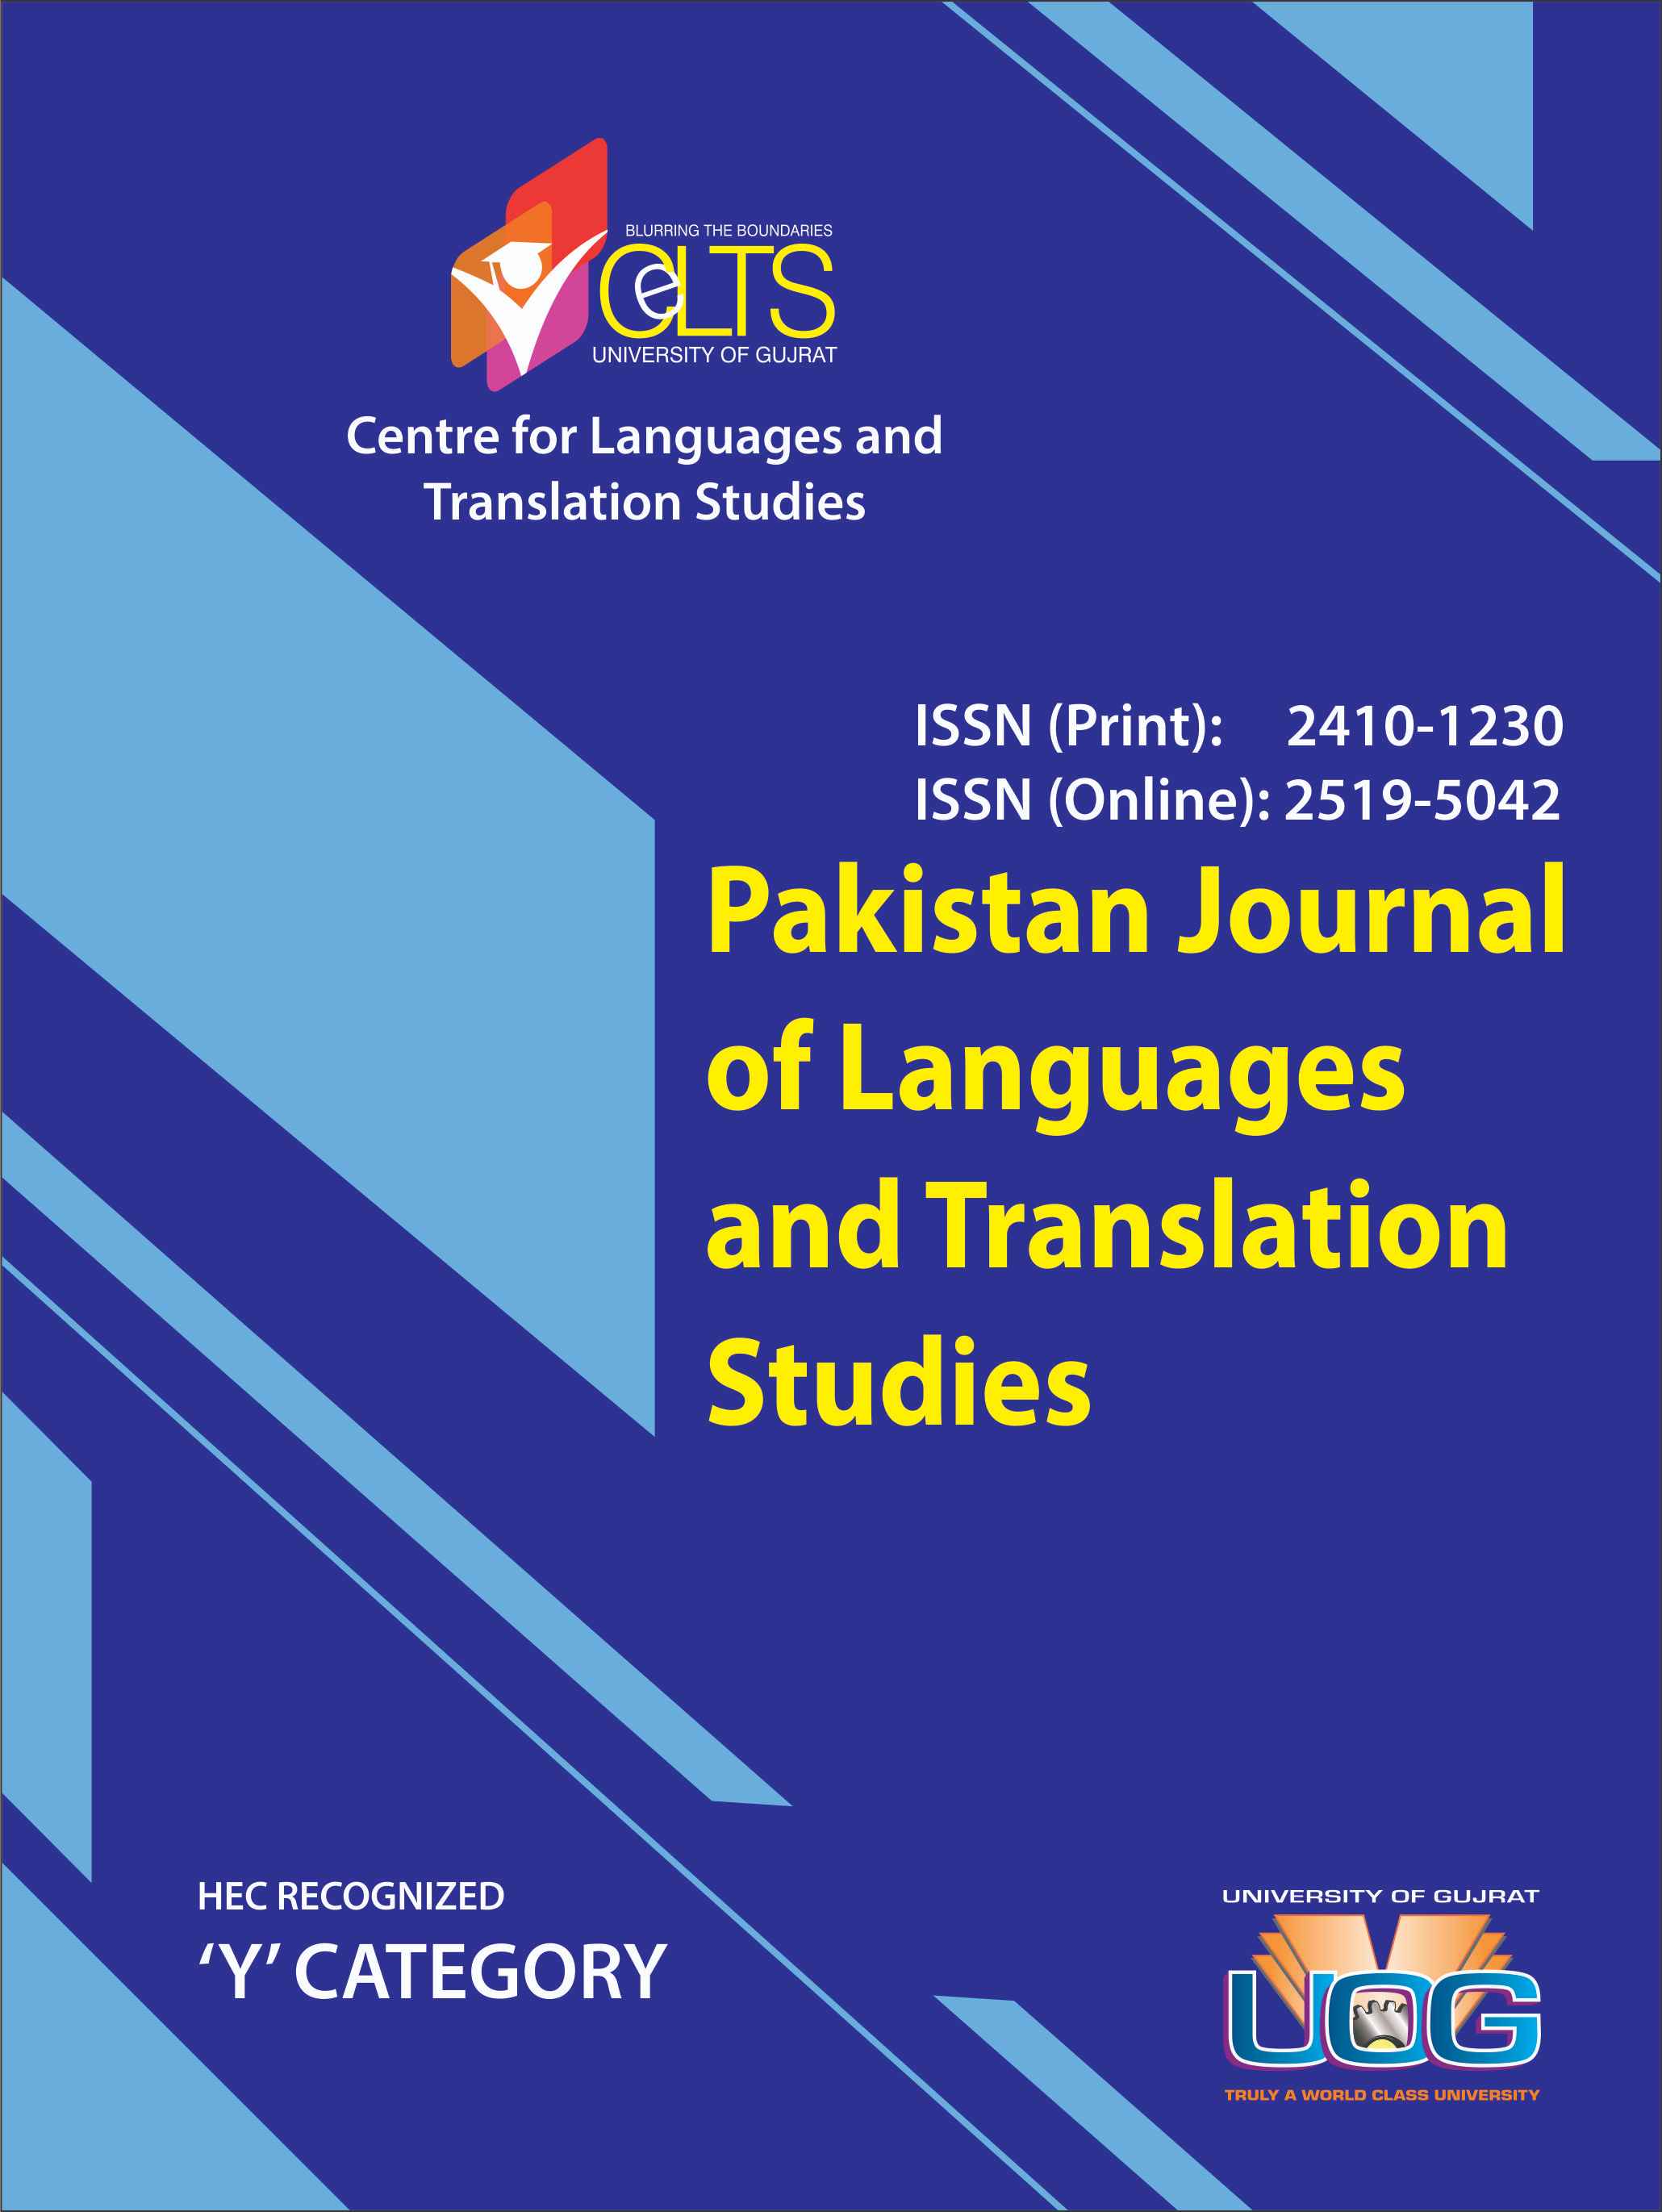 BLURRING THE BOUNDARIES
CeLTS
UNIVERSITY OF GUJRAT
Centre for Languages and
Translation Studies
ISSN (Print): 2410-1230
ISSN (Online): 2519-5042
Pakistan Journal
of Languages
and Translation
Studies
HEC RECOGNIZED
‘Y’ CATEGORY
UNIVERSITY OF GUJRAT
UOG
TRULY A WORLD CLASS UNIVERSITY